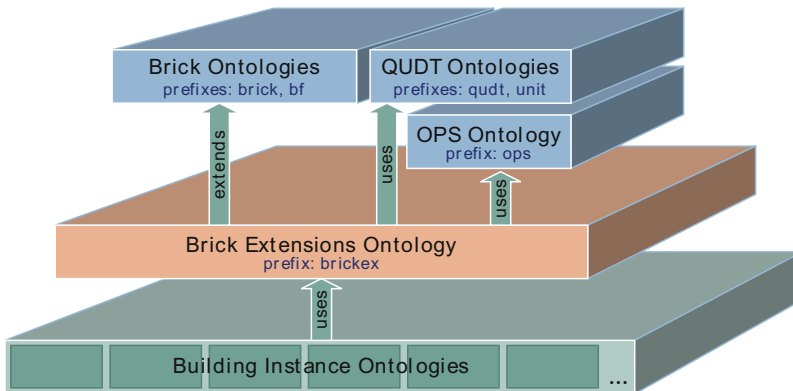 Brick Ontologies
prefixes: brick, bf
QUDT Ontologies
prefixes: qudt, unit
OPS Ontology
prefix: ops
extends
uses
uses
Brick Extensions Ontology
prefix: brickex
uses
Building Instance Ontologies
...